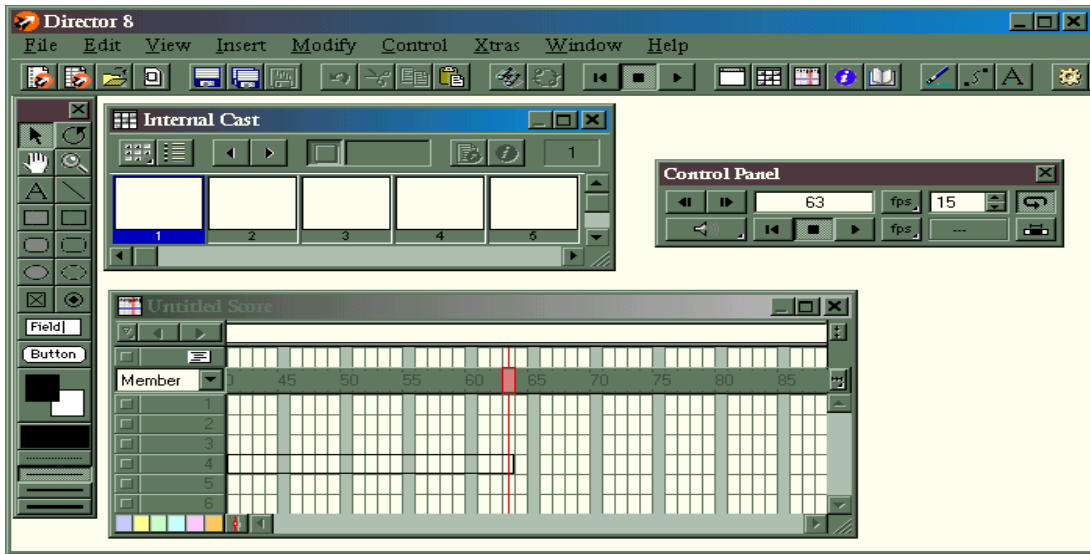 Director 8
File Edit View Insert Modify Control Xtras Window Help
Internal Cast
1
1 2 3 4 5
Control Panel
63 fps 15
fps ---
Field
Button
Untitled Score
Member 45 50 55 60 65 70 75 80 85
1
2
3
4
5
6